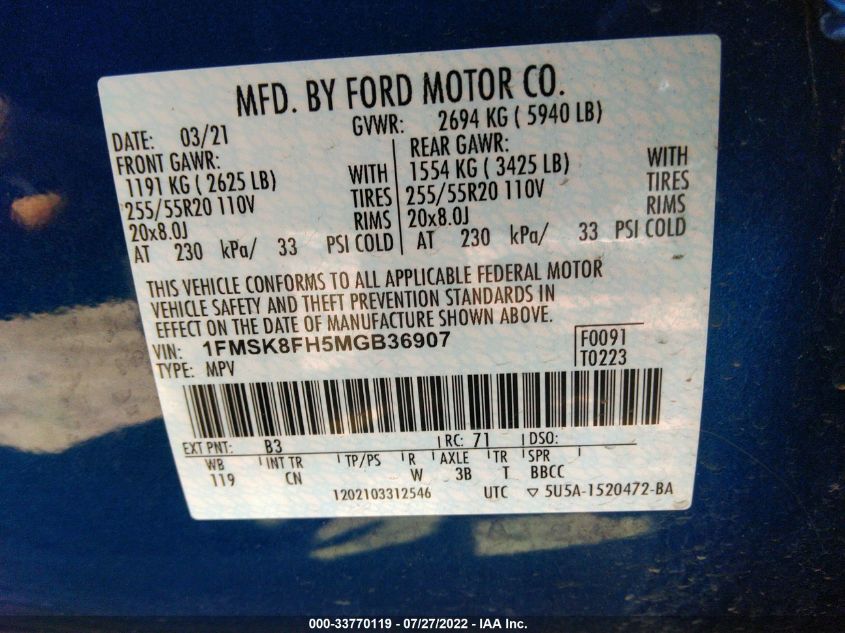 MFD. BY FORD MOTOR CO.
DATE: 03/21 GVWR: 2694 KG ( 5940 LB)
FRONT GAWR: REAR GAWR:
1191 KG ( 2625 LB) WITH 1554 KG ( 3425 LB) WITH
255/55R20 110V TIRES 255/55R20 110V TIRES
20x8.0J RIMS 20x8.0J RIMS
AT 230 kPa/ 33 PSI COLD AT 230 kPa/ 33 PSI COLD
THIS VEHICLE CONFORMS TO ALL APPLICABLE FEDERAL MOTOR
VEHICLE SAFETY AND THEFT PREVENTION STANDARDS IN
EFFECT ON THE DATE OF MANUFACTURE SHOWN ABOVE.
VIN: 1FMSK8FH5MGB36907 F0091
TYPE: MPV T0223
EXT PNT: B3 RC: 71 DSO:
WB INT TR TP/PS R AXLE TR SPR
119 CN W 3B T BBCC
1202103312546 UTC ▽ 5U5A-1520472-BA
000-33770119 - 07/27/2022 - IAA Inc.